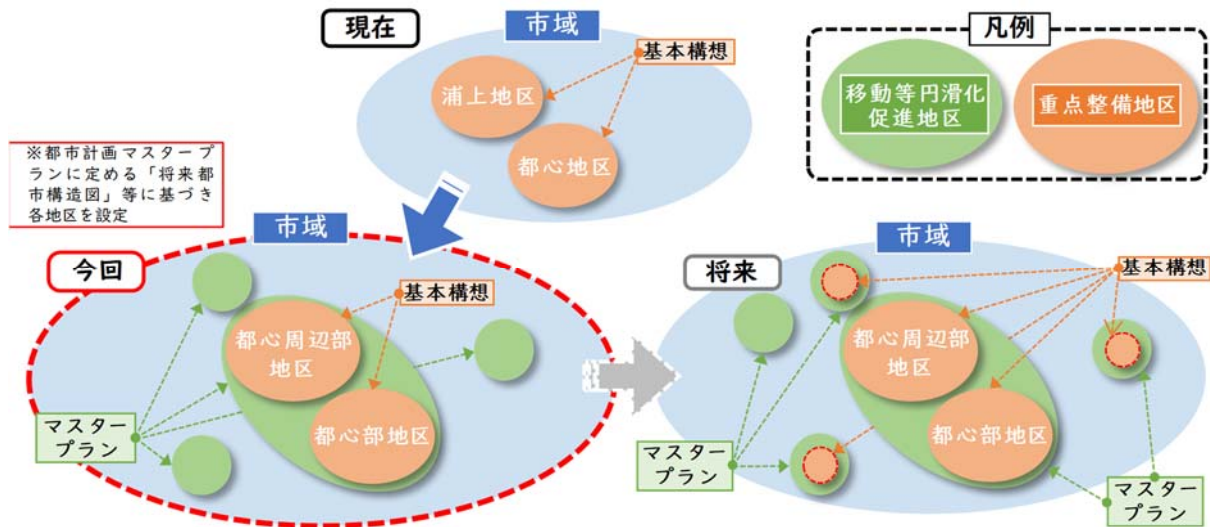 現在
市域
基本構想
浦上地区
都心地区
凡例
移動等円滑化
促進地区
重点整備地区
※都市計画マスタープ
ランに定める「将来都
市構造図」等に基づき
各地区を設定
今回
市域
基本構想
都心周辺部
地区
都心部地区
マスター
プラン
将来
市域
基本構想
都心周辺部
地区
都心部地区
マスター
プラン
マスター
プラン